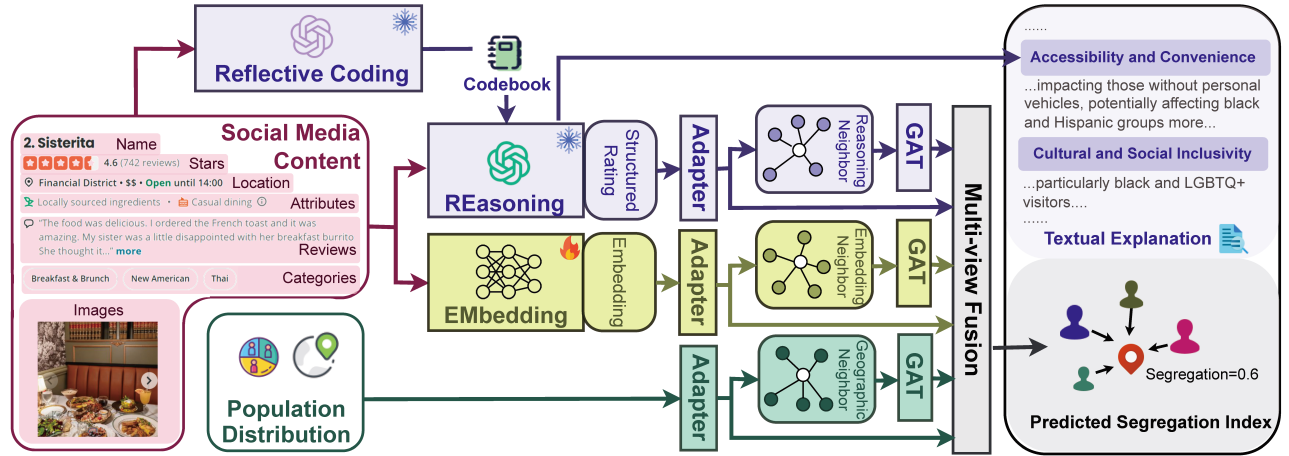 Reflective Coding
Codebook
Social Media
Content
2. Sisterita
Name
4.6 (742 reviews)
Stars
Financial District • $$ • Open until 14:00
Location
Locally sourced ingredients • Casual dining
Attributes
"The food was delicious. I ordered the French toast and it was
amazing. My sister was a little disappointed with her breakfast burrito
She thought it..." more
Reviews
Breakfast & Brunch
New American
Thai
Categories
Images
Population
Distribution
REasoning
Structured
Rating
Adapter
Reasoning
Neighbor
GAT
EMbedding
Embedding
Adapter
Embedding
Neighbor
GAT
Adapter
Geographic
Neighbor
GAT
Multi-view Fusion
......
Accessibility and Convenience
...impacting those without personal
vehicles, potentially affecting black
and Hispanic groups more...
Cultural and Social Inclusivity
...particularly black and LGBTQ+
visitors....
......
Textual Explanation
Segregation=0.6
Predicted Segregation Index